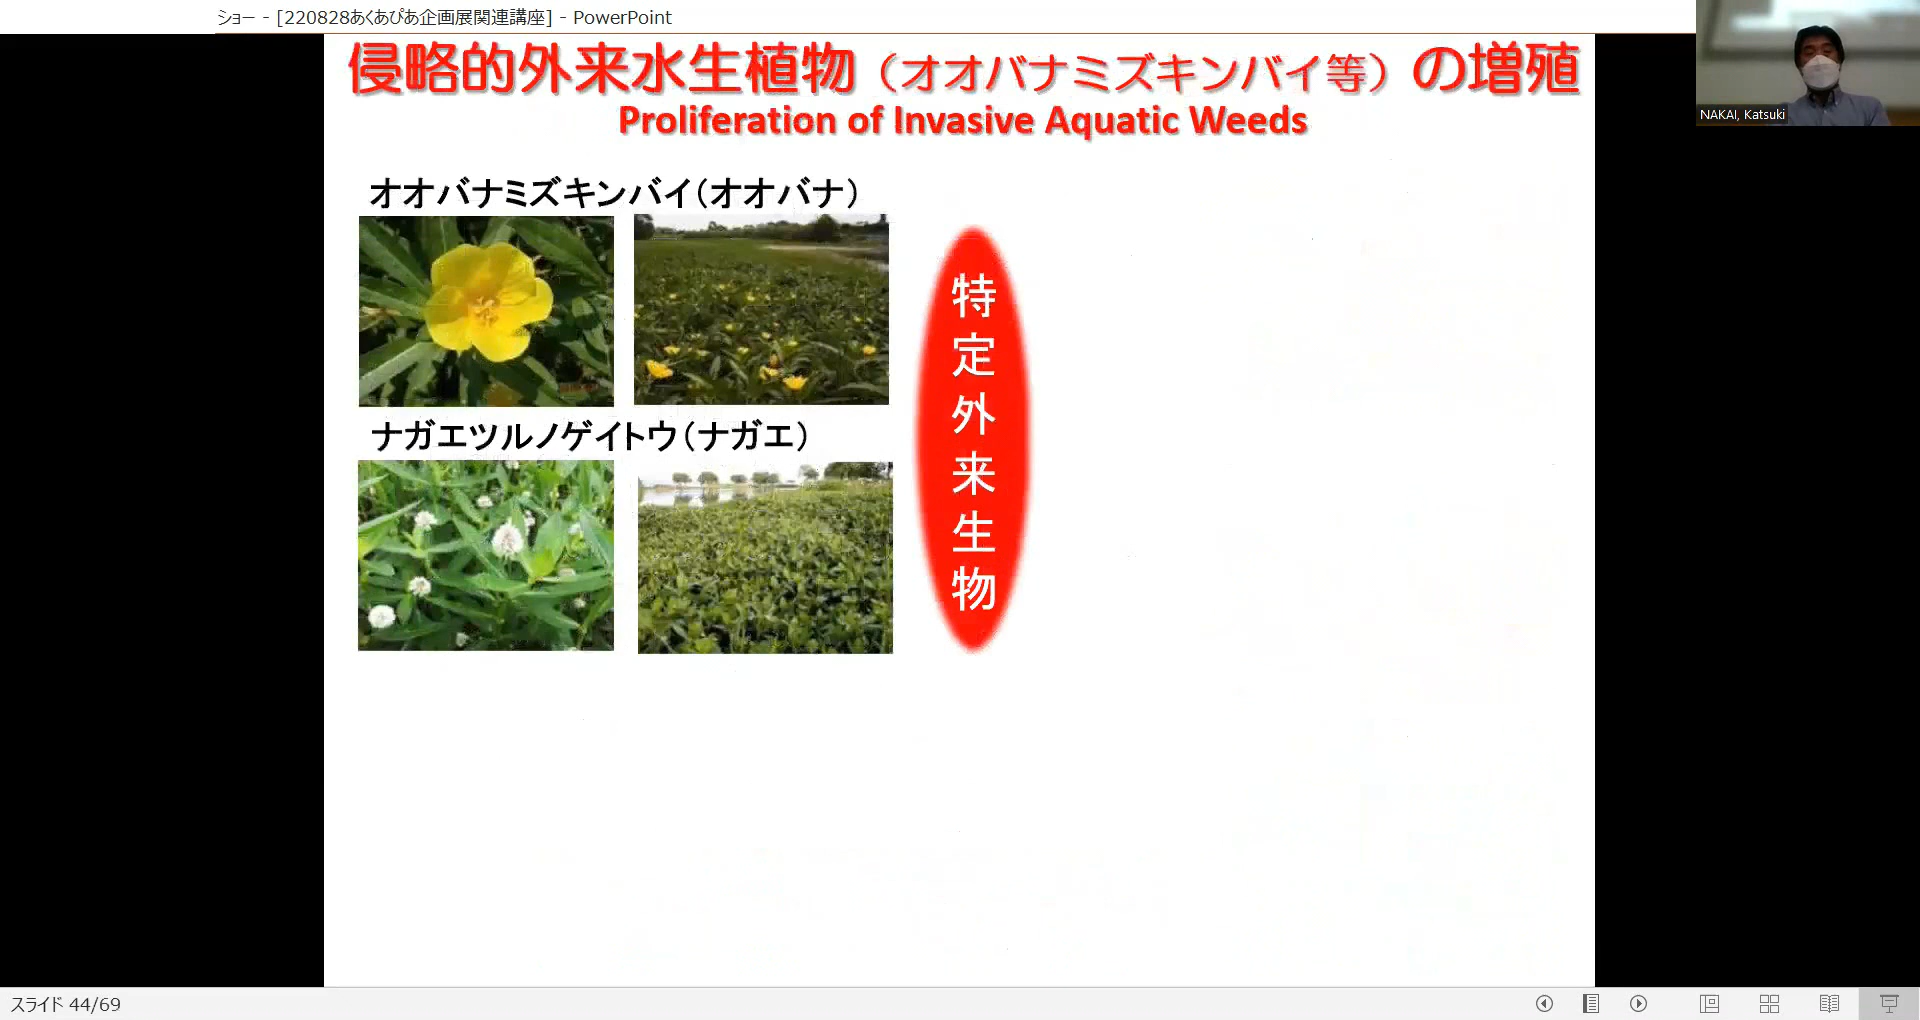 ショー - [220828あくあぴあ企画展関連講座] - PowerPoint
侵略的外来水生植物（オオバナミズキンバイ等）の増殖
Proliferation of Invasive Aquatic Weeds
NAKAI, Katsuki
オオバナミズキンバイ（オオバナ）
ナガエツルノゲイトウ（ナガエ）
特定外来生物
スライド 44/69